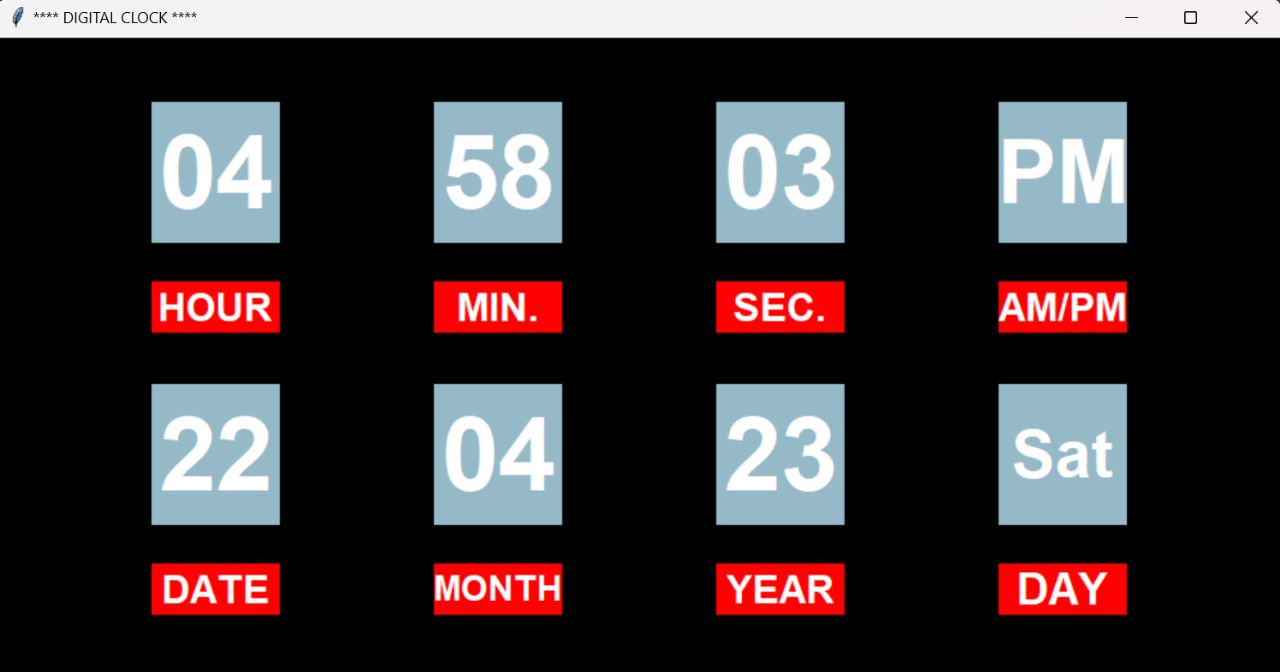 **** DIGITAL CLOCK ****
04 58 03 PM
HOUR MIN. SEC. AM/PM
22 04 23 Sat
DATE MONTH YEAR DAY